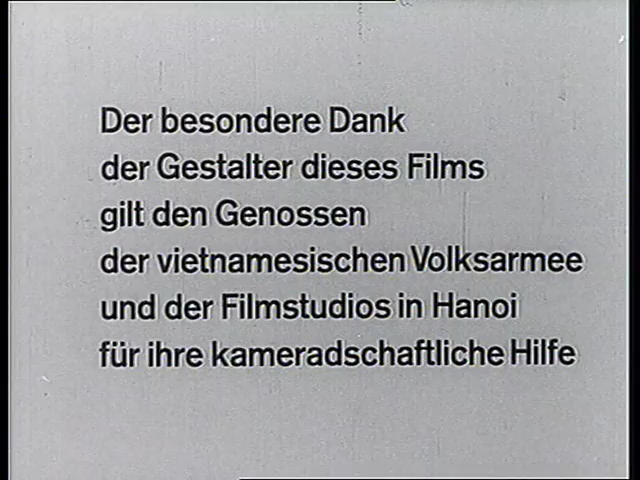 Der besondere Dank
der Gestalter dieses Films
gilt den Genossen
der vietnamesischen Volksarmee
und der Filmstudios in Hanoi
für ihre kameradschaftliche Hilfe